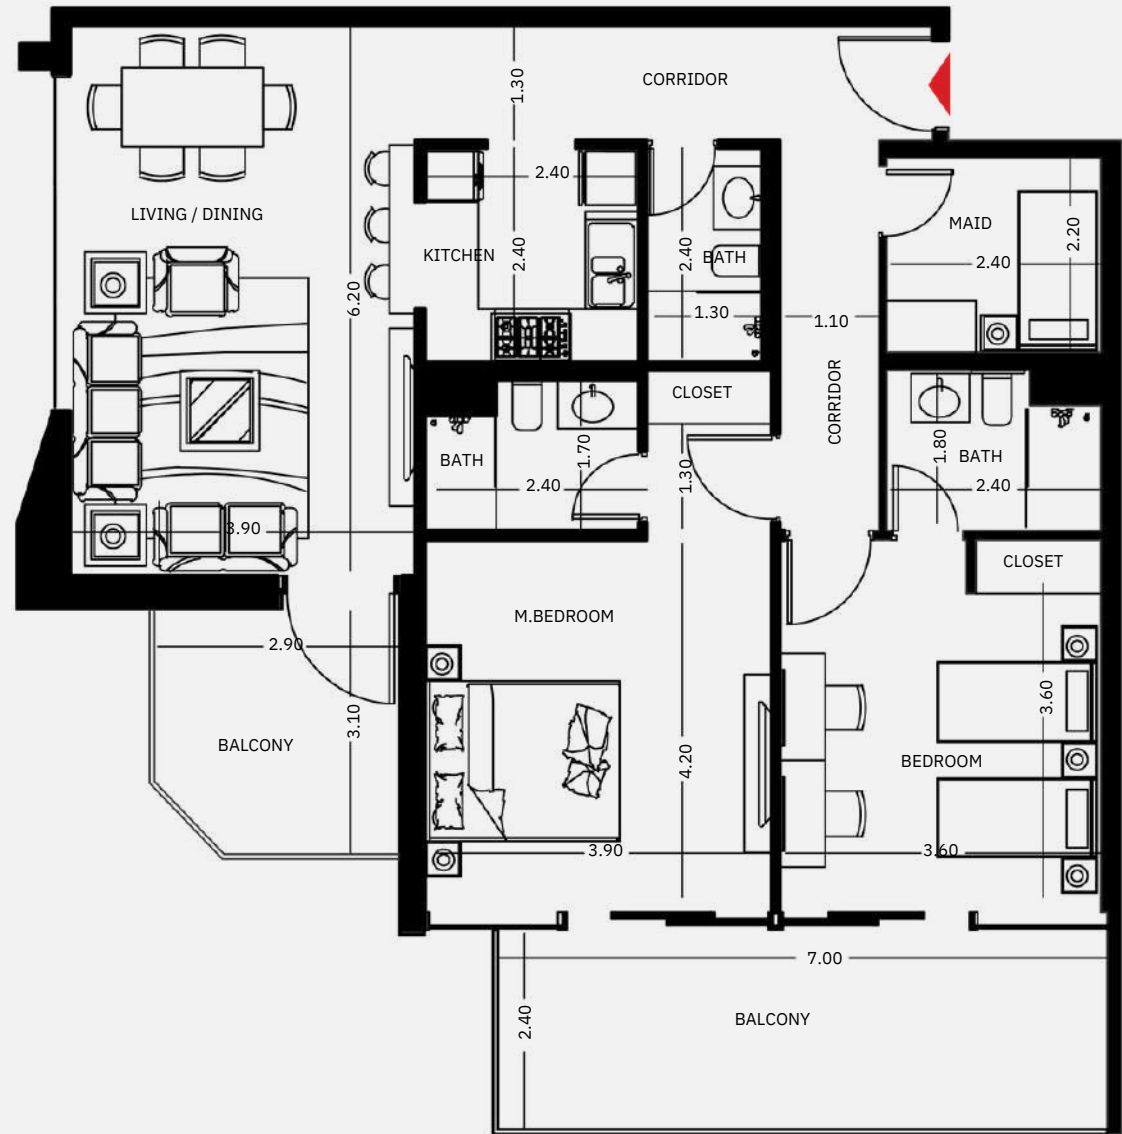 1.30
CORRIDOR
2.40
LIVING / DINING
MAID
2.20
KITCHEN
2.40
2.40
BATH
2.40
6.20
1.30
1.10
CLOSET
CORRIDOR
BATH
1.70
2.40
1.30
1.80
BATH
2.40
3.90
CLOSET
M.BEDROOM
2.90
3.10
3.60
BALCONY
4.20
BEDROOM
3.90
3.60
7.00
2.40
BALCONY